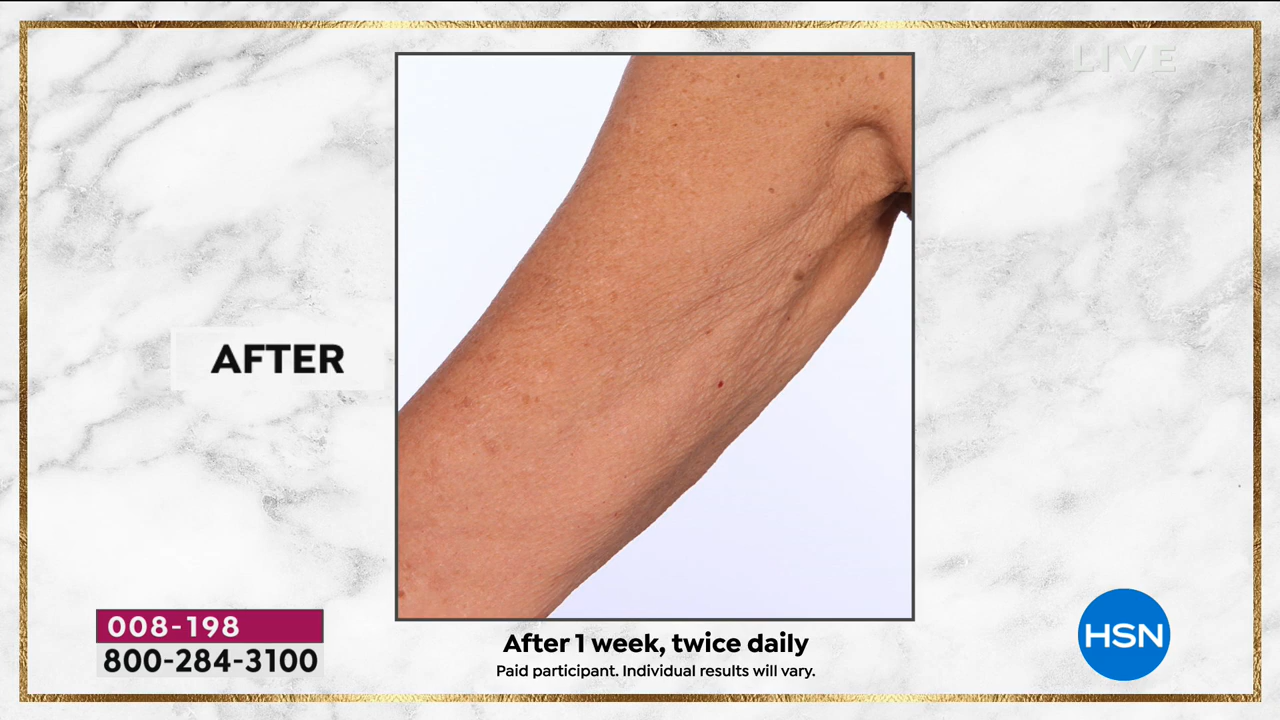 LIVE
AFTER
008-198
800-284-3100
After 1 week, twice daily
Paid participant. Individual results will vary.
HSN